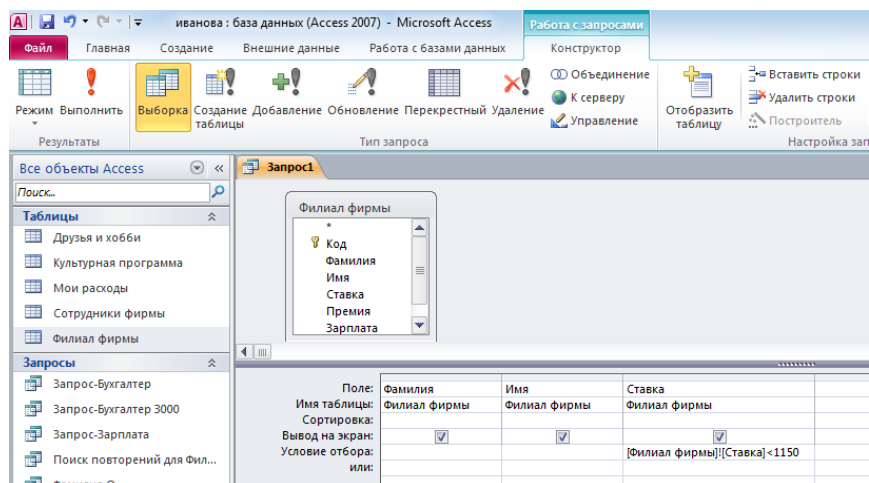 иванова : база данных (Access 2007) - Microsoft Access
Работа с запросами
Файл Главная Создание Внешние данные Работа с базами данных Конструктор
Режим Выполнить Выборка Создание таблицы Добавление Обновление Перекрестный Удаление
Объединение
К серверу
Управление
Отобразить таблицу
Вставить строки
Удалить строки
Построитель
Результаты Тип запроса Настройка зап
Все объекты Access
Поиск...
Таблицы
Друзья и хобби
Культурная программа
Мои расходы
Сотрудники фирмы
Филиал фирмы
Запросы
Запрос-Бухгалтер
Запрос-Бухгалтер 3000
Запрос-Зарплата
Поиск повторений для Фил...
Запрос1
Филиал фирмы
*
Код
Фамилия
Имя
Ставка
Премия
Зарплата
Поле: Фамилия Имя Ставка
Имя таблицы: Филиал фирмы Филиал фирмы Филиал фирмы
Сортировка:
Вывод на экран:
Условие отбора: [Филиал фирмы]![Ставка]<1150
или: